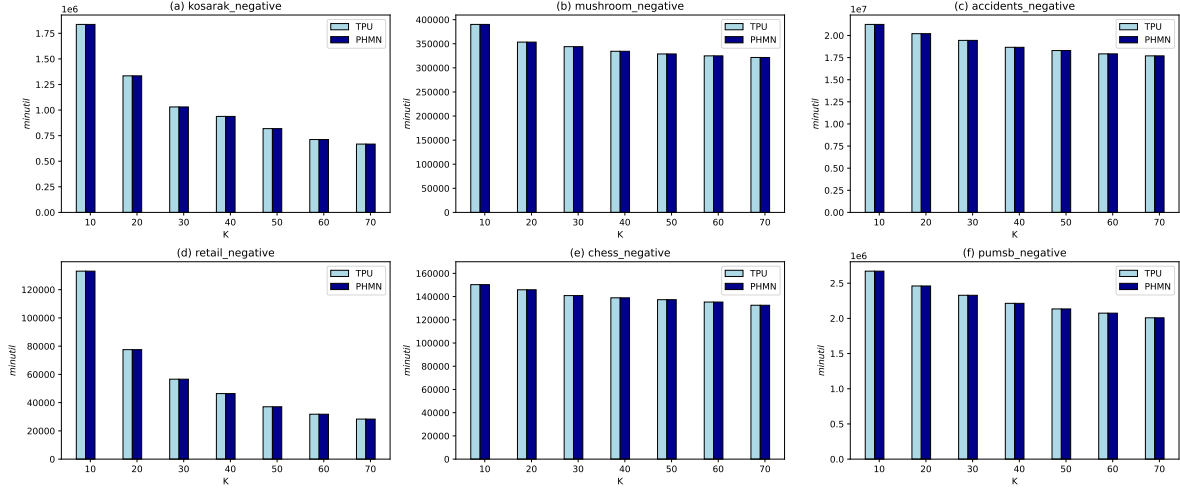 (a) kosarak_negative
1e6
1.75
1.50
1.25
1.00
0.75
0.50
0.25
0.00
minutil
10 20 30 40 50 60 70
K
TPU
PHMN
(b) mushroom_negative
400000
350000
300000
250000
200000
150000
100000
50000
0
minutil
10 20 30 40 50 60 70
K
TPU
PHMN
(c) accidents_negative
1e7
2.00
1.75
1.50
1.25
1.00
0.75
0.50
0.25
0.00
minutil
10 20 30 40 50 60 70
K
TPU
PHMN
(d) retail_negative
120000
100000
80000
60000
40000
20000
0
minutil
10 20 30 40 50 60 70
K
TPU
PHMN
(e) chess_negative
160000
140000
120000
100000
80000
60000
40000
20000
0
minutil
10 20 30 40 50 60 70
K
TPU
PHMN
(f) pumsb_negative
1e6
2.5
2.0
1.5
1.0
0.5
0.0
minutil
10 20 30 40 50 60 70
K
TPU
PHMN